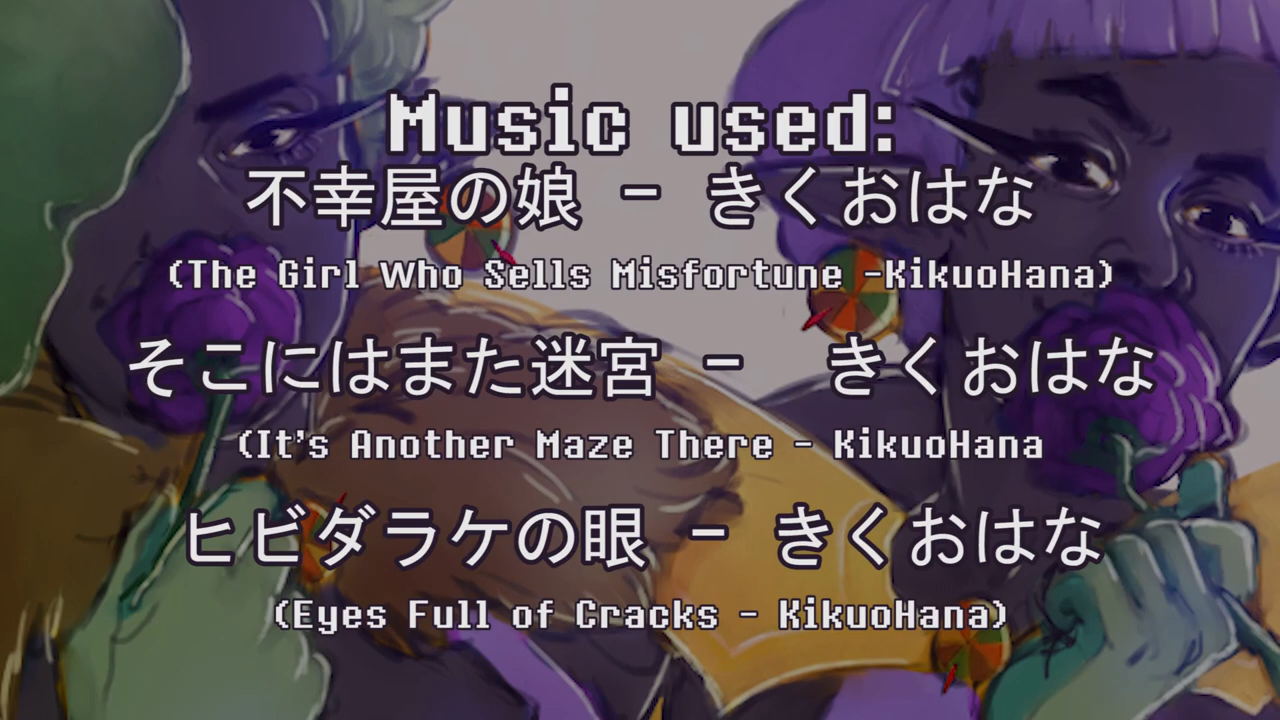 Music used:
不幸屋の娘 - きくおはな
(The Girl Who Sells Misfortune -KikuoHana)
そこにはまた迷宮 - きくおはな
(It's Another Maze There - KikuoHana
ヒビダラケの眼 - きくおはな
(Eyes Full of Cracks - KikuoHana)